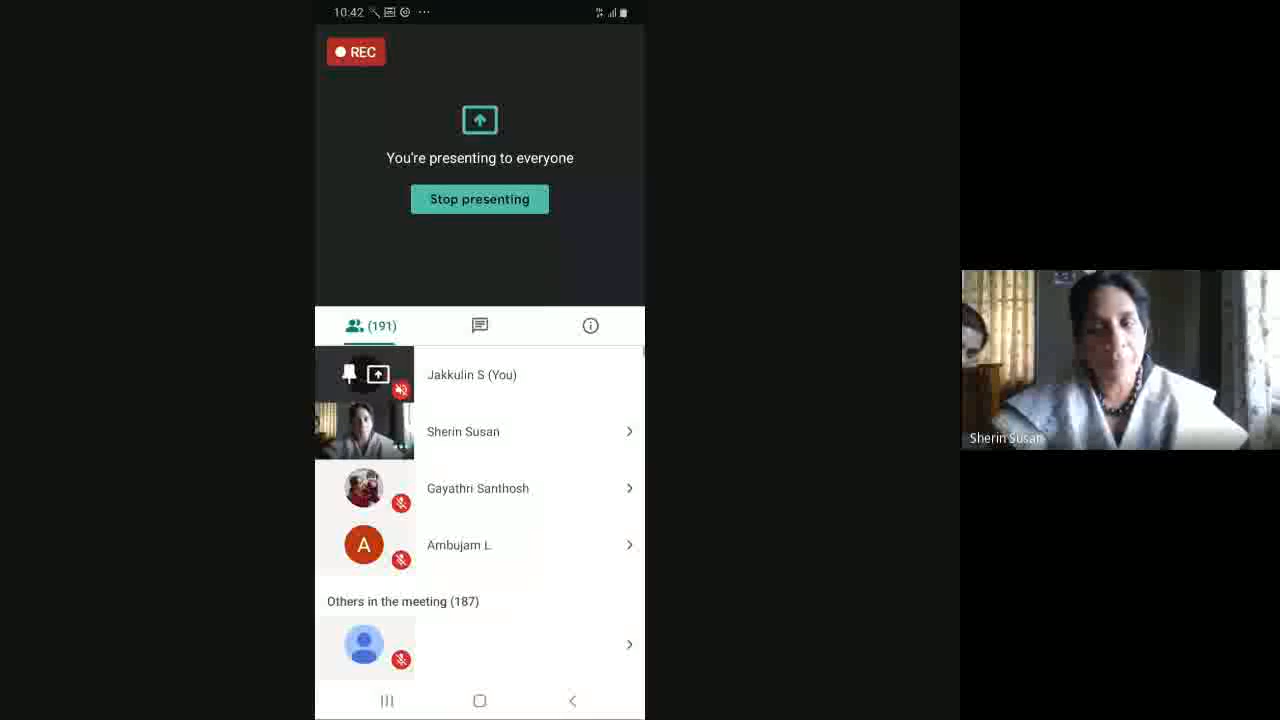 10:42
REC
You're presenting to everyone
Stop presenting
(191)
Jakkulin S (You)
Sherin Susan
Gayathri Santhosh
A
Ambujam L
Others in the meeting (187)
Sherin Susan